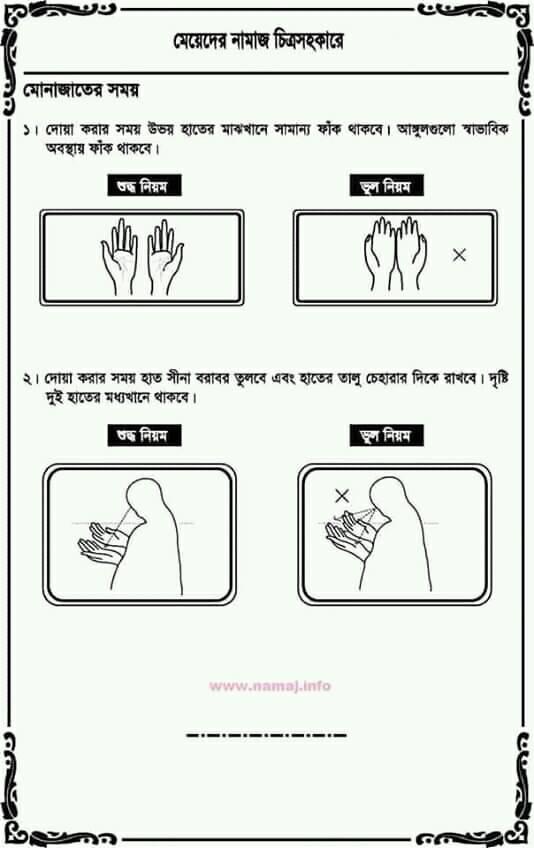 মেয়েদের নামাজ চিত্রসহকারে
মোনাজাতের সময়
১। দোয়া করার সময় উভয় হাতের মাঝখানে সামান্য ফাঁক থাকবে। আঙ্গুলগুলো স্বাভাবিক
অবস্থায় ফাঁক থাকবে।
শুদ্ধ নিয়ম
ভুল নিয়ম
২। দোয়া করার সময় হাত সীনা বরাবর তুলবে এবং হাতের তালু চেহারার দিকে রাখবে। দৃষ্টি
দুই হাতের মধ্যখানে থাকবে।
শুদ্ধ নিয়ম
ভুল নিয়ম
www.namaj.info